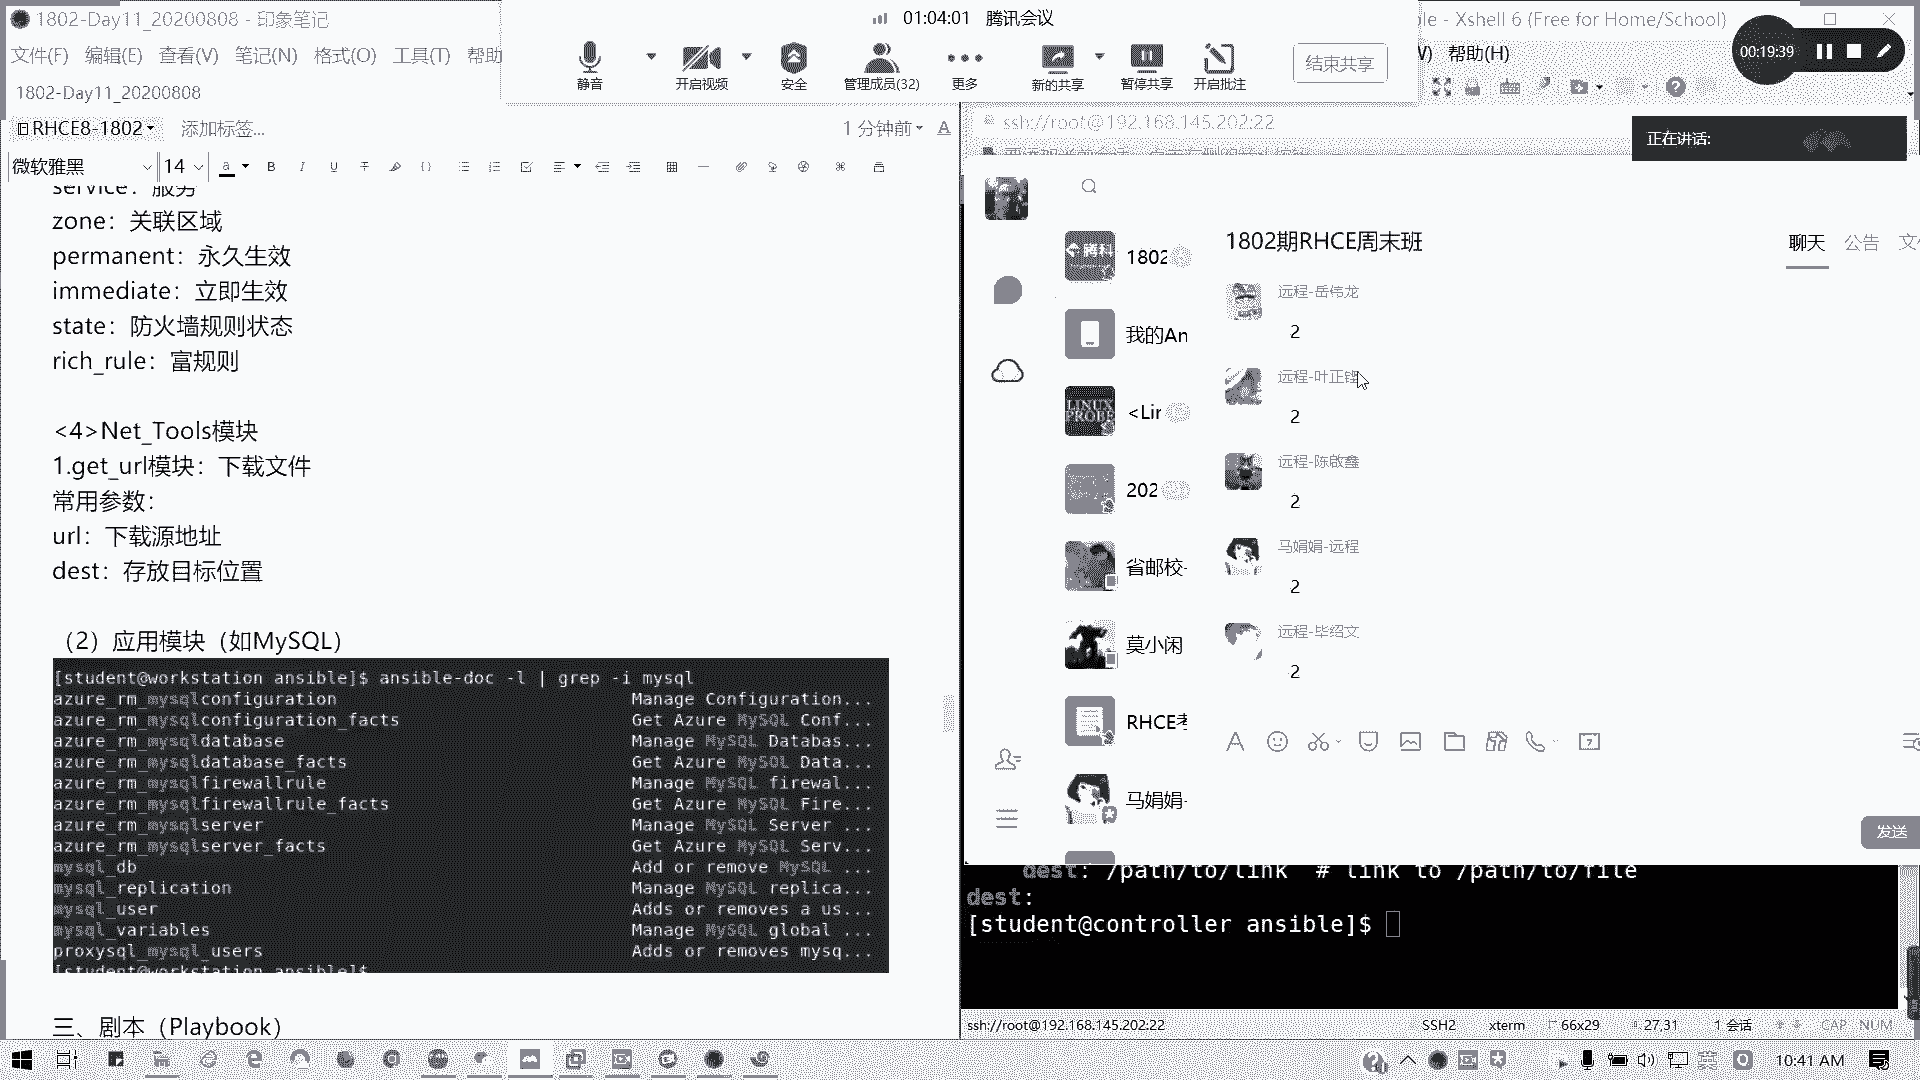 1802-Day11_20200808 - 印象笔记
文件(F) 编辑(E) 查看(V) 笔记(N) 格式(O) 工具(T) 帮助
1802-Day11_20200808
RHCE8-1802 添加标签... 1 分钟前
微软雅黑 14
service：服务
zone：关联区域
permanent：永久生效
immediate：立即生效
state：防火墙规则状态
rich_rule：富规则
<4>Net_Tools模块
1.get_url模块：下载文件
常用参数：
url：下载源地址
dest：存放目标位置
（2）应用模块（如MySQL）
[student@workstation ansible]$ ansible-doc -l | grep -i mysql
azure_rm_mysqlconfiguration Manage Configuration...
azure_rm_mysqlconfiguration_facts Get Azure MySQL Conf...
azure_rm_mysqldatabase Manage MySQL Databas...
azure_rm_mysqldatabase_facts Get Azure MySQL Data...
azure_rm_mysqlfirewallrule Manage MySQL firewal...
azure_rm_mysqlfirewallrule_facts Get Azure MySQL Fire...
azure_rm_mysqlserver Manage MySQL Server ...
azure_rm_mysqlserver_facts Get Azure MySQL Serv...
mysql_db Add or remove MySQL ...
mysql_replication Manage MySQL replica...
mysql_user Adds or removes a us...
mysql_variables Manage MySQL global ...
proxysql_mysql_users Adds or removes mysq...
[student@workstation ansible]$
三、剧本（Playbook）
01:04:01 腾讯会议
静音 开启视频 安全 管理成员(32) 更多 新的共享 暂停共享 开启批注 结束共享
le - Xshell 6 (Free for Home/School)
W) 帮助(H)
00:19:39
ssh://root@192.168.145.202:22
正在讲话:
1802期RHCE周末班
聊天 公告 文
1802
我的An
<Lir
LINUX
PROBE
202
省邮校-
莫小闲
RHCE考
马娟娟-
远程-岳伟龙
2
远程-叶正
2
远程-陈啟鑫
2
马娟娟-远程
2
远程-毕绍文
2
发送
dest: /path/to/link # link to /path/to/file
dest:
[student@controller ansible]$
ssh://root@192.168.145.202:22 SSH2 xterm 66x29 27,31 1 会话 CAP NUM
英 10:41 AM